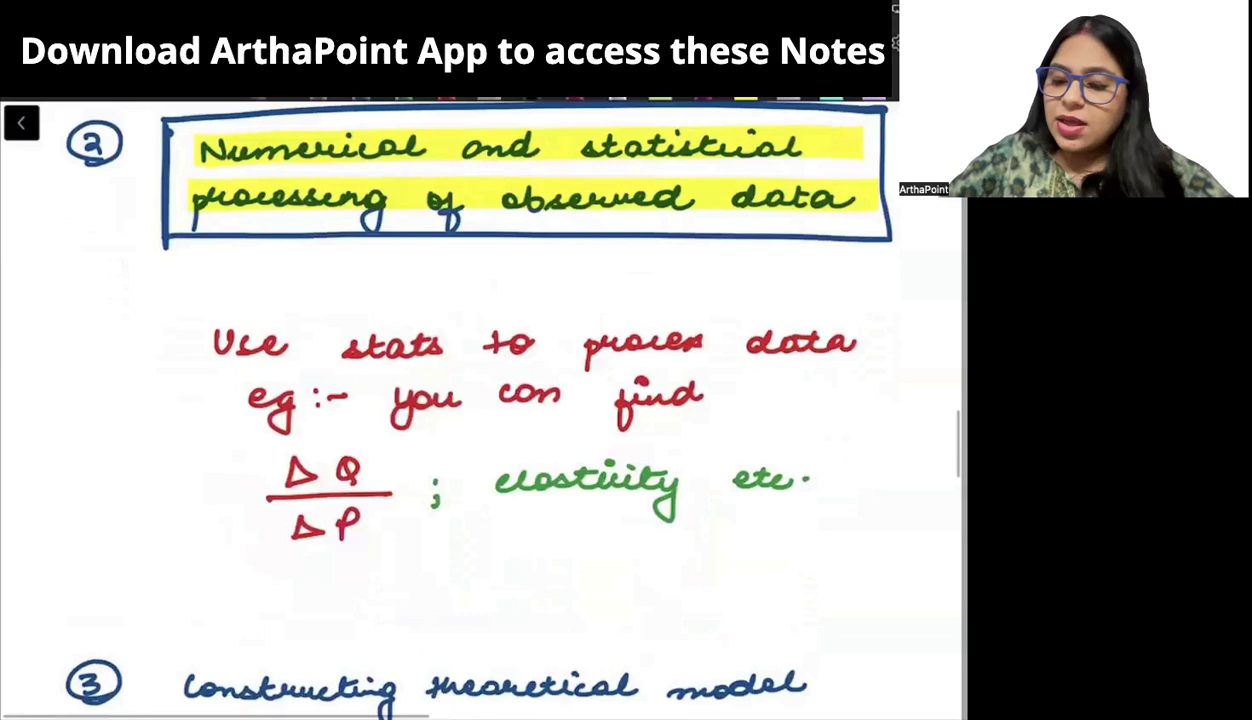 Download ArthaPoint App to access these Notes
ArthaPoint
2 Numerical and statistical
processing of observed data
Use stats to process data
eg:- you can find
ΔQ
ΔP ; elasticity etc.
3 Constructing theoretical model